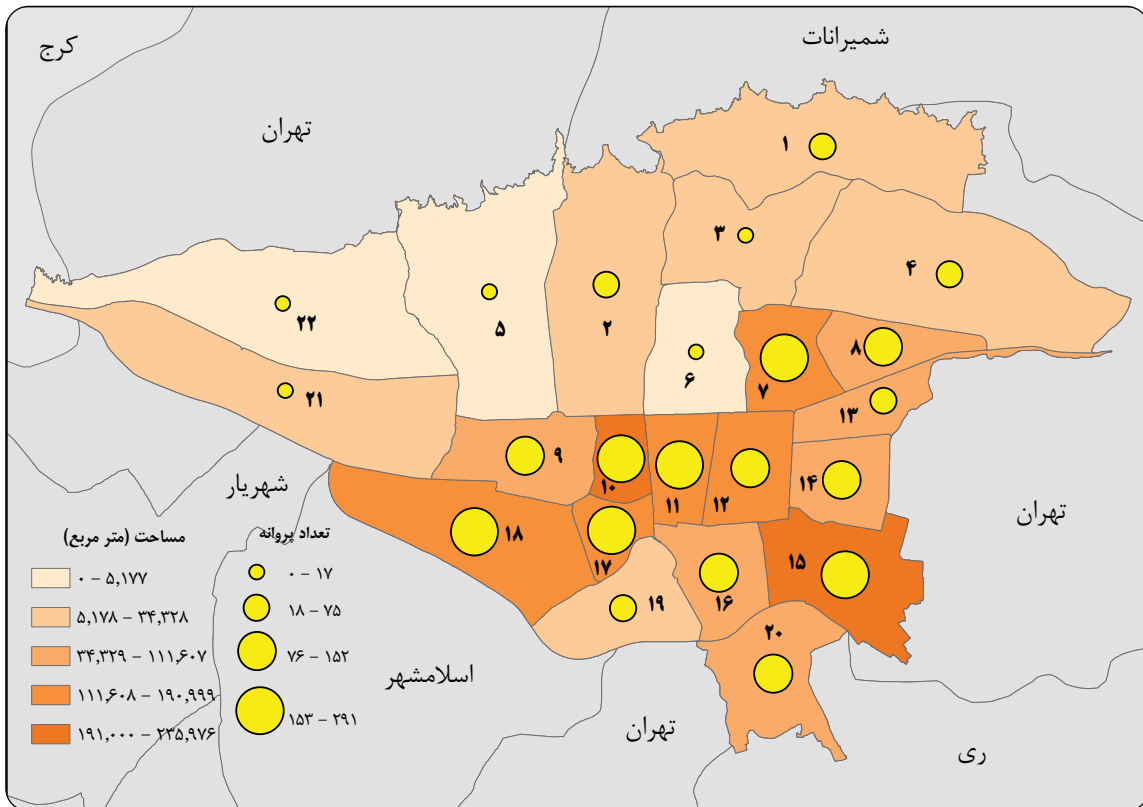 شمیرانات
کرج
تهران
۱
۳
۴
۲۲
۵
۲
۶
۷
۸
۲۱
۱۳
۹
۱۰
۱۱
۱۲
۱۴
شهریار
تهران
۱۸
۱۷
۱۵
۱۶
۱۹
۲۰
اسلامشهر
تهران
ری
تعداد پروانه
۰ – ۱۷
۱۸ – ۷۵
۷۶ – ۱۵۲
۱۵۳ – ۲۹۱
مساحت (متر مربع)
۰ – ۵,۱۷۷
۵,۱۷۸ – ۳۴,۳۲۸
۳۴,۳۲۹ – ۱۱۱,۶۰۷
۱۱۱,۶۰۸ – ۱۹۰,۹۹۹
۱۹۱,۰۰۰ – ۲۳۵,۹۷۶